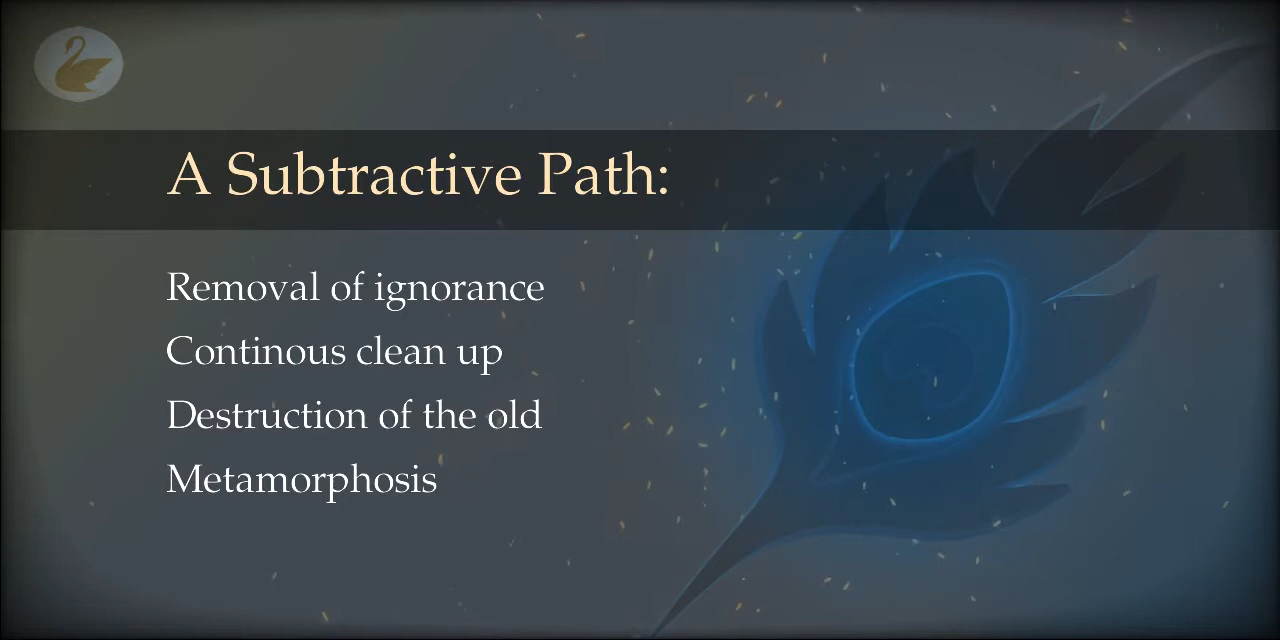 A Subtractive Path:
Removal of ignorance
Continous clean up
Destruction of the old
Metamorphosis